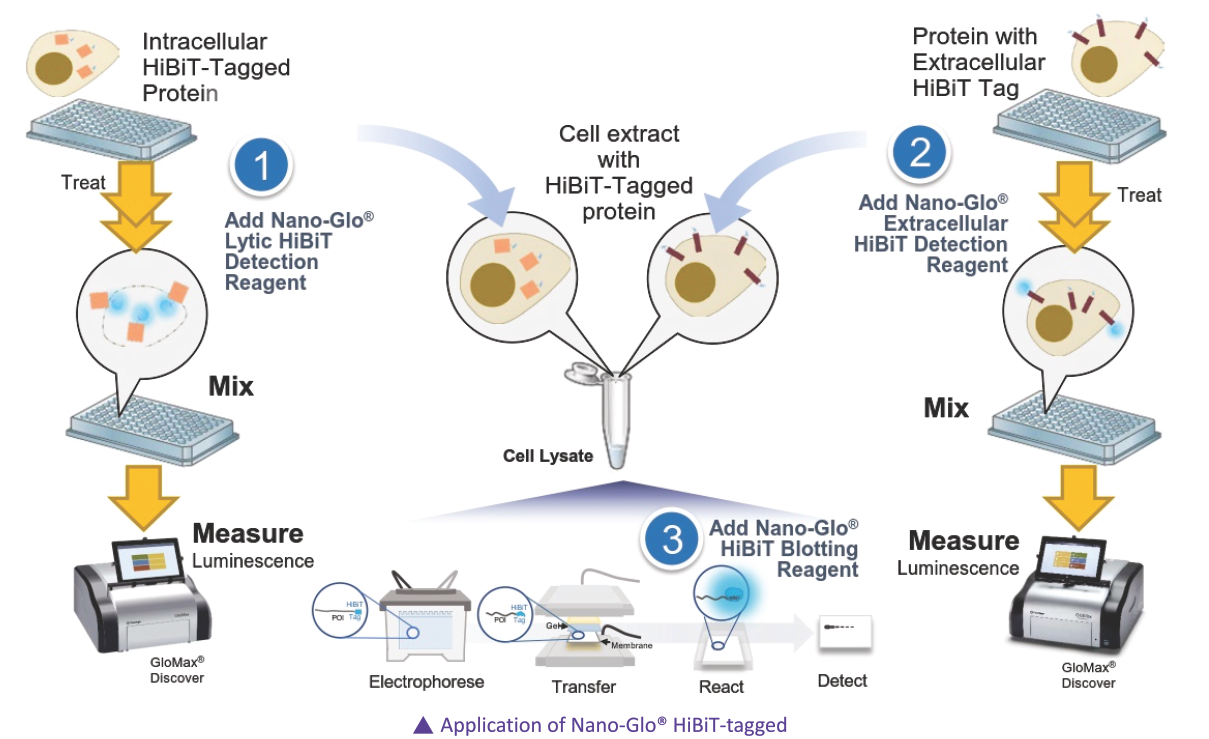 Intracellular
HiBiT-Tagged
Protein
Treat
1
Add Nano-Glo®
Lytic HiBiT
Detection
Reagent
Mix
Measure
Luminescence
GloMax®
Discover
Cell extract
with
HiBiT-Tagged
protein
Cell Lysate
Protein with
Extracellular
HiBiT Tag
2
Treat
Add Nano-Glo®
Extracellular
HiBiT Detection
Reagent
Mix
Measure
Luminescence
GloMax®
Discover
3
Add Nano-Glo®
HiBiT Blotting
Reagent
HiBiT
POI Tag
HiBiT
POI Tag
Gel
Membrane
Electrophorese
Transfer
React
Detect
▲ Application of Nano-Glo® HiBiT-tagged